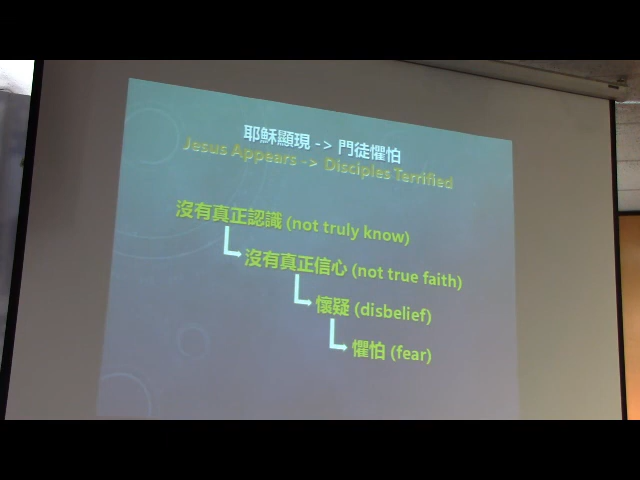 耶穌顯現 -> 門徒懼怕
Jesus Appears -> Disciples Terrified
沒有真正認識 (not truly know)
沒有真正信心 (not true faith)
懷疑 (disbelief)
懼怕 (fear)